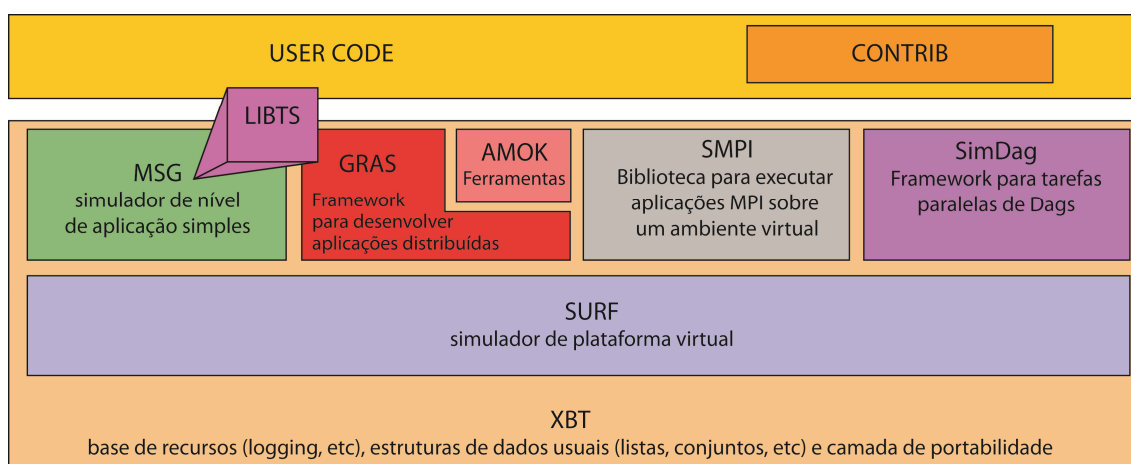 USER CODE
CONTRIB
LIBTS
MSG
simulador de nível
de aplicação simples
GRAS
Framework
para desenvolver
aplicações distribuídas
AMOK
Ferramentas
SMPI
Biblioteca para executar
aplicações MPI sobre
um ambiente virtual
SimDag
Framework para tarefas
paralelas de Dags
SURF
simulador de plataforma virtual
XBT
base de recursos (logging, etc), estruturas de dados usuais (listas, conjuntos, etc) e camada de portabilidade